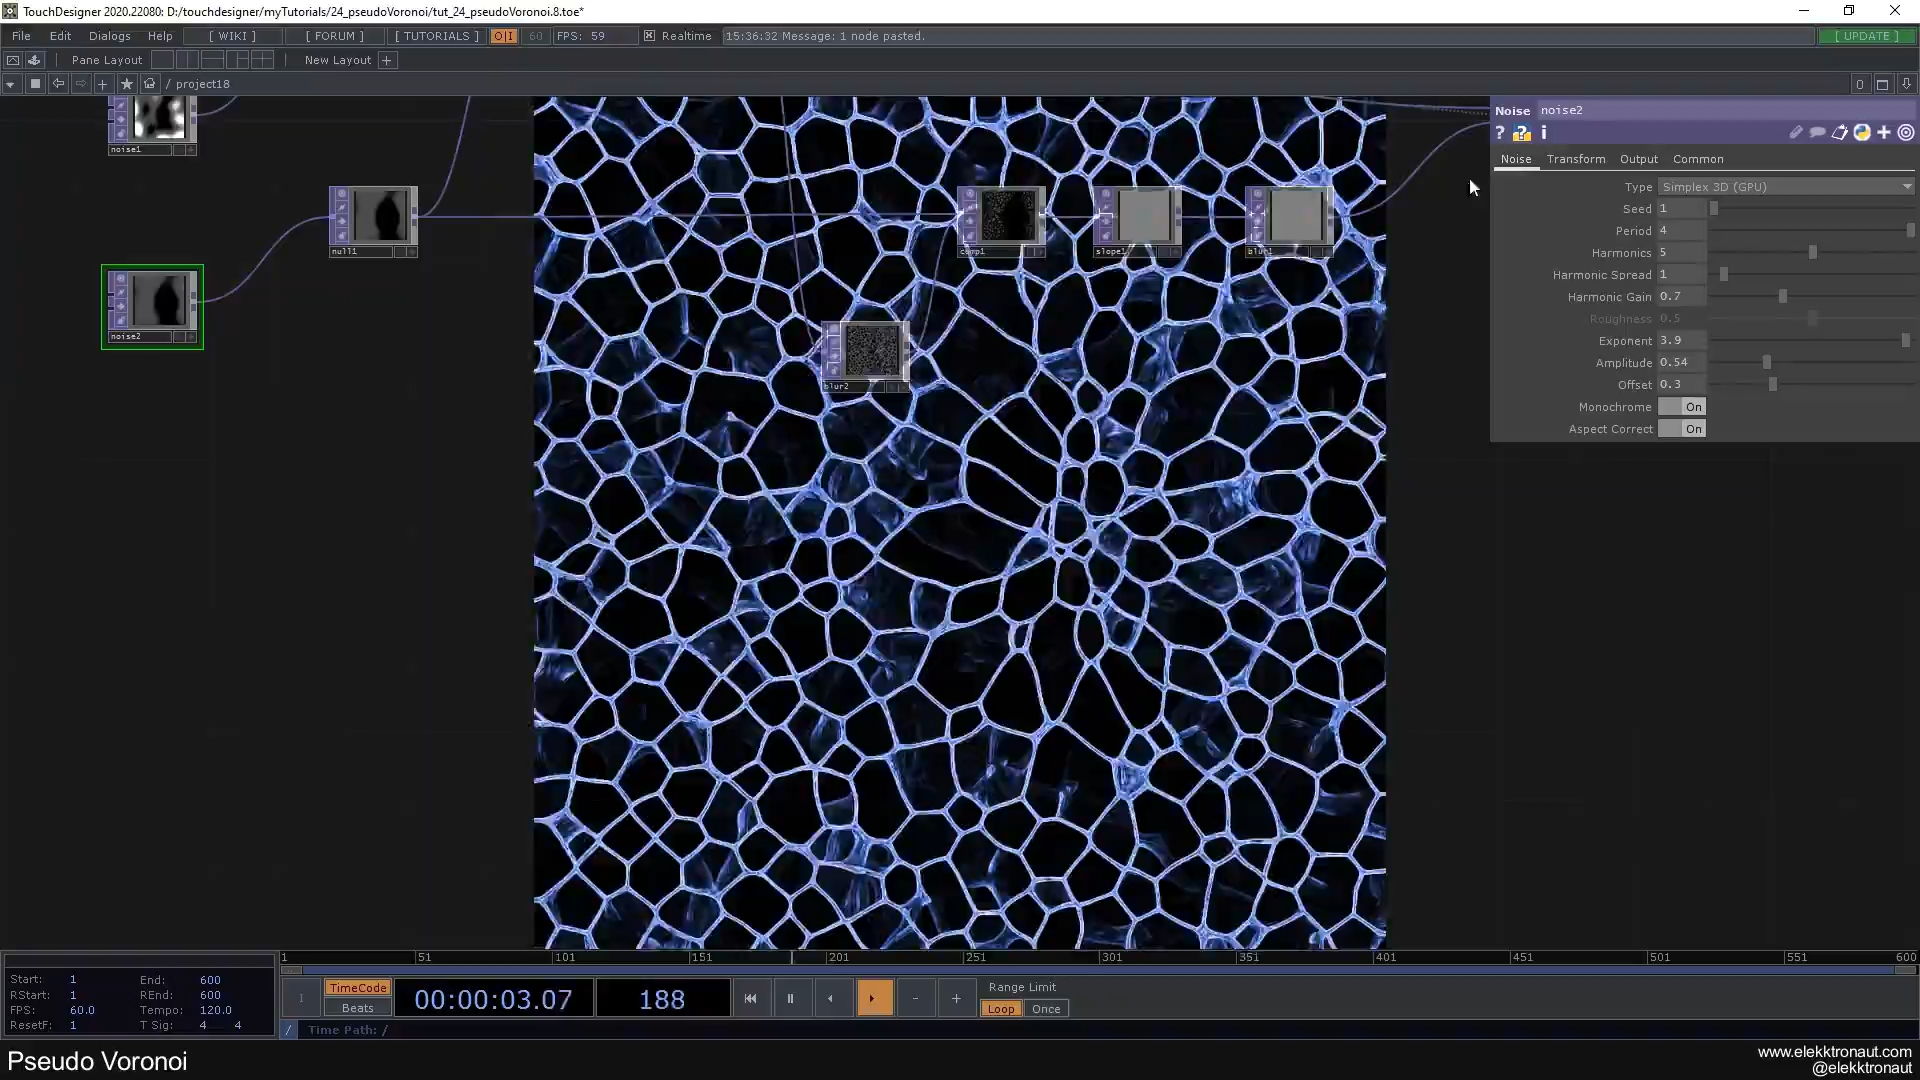 TouchDesigner 2020.22080: D:/touchdesigner/myTutorials/24_pseudoVoronoi/tut_24_pseudoVoronoi.8.toe*
File Edit Dialogs Help [ WIKI ] [ FORUM ] [ TUTORIALS ] O|I 60 FPS: 59 Realtime 15:36:32 Message: 1 node pasted. [ UPDATE ]
Pane Layout New Layout +
/ project18 0
Noise noise2
? ? i
Noise Transform Output Common
Type Simplex 3D (GPU)
Seed 1
Period 4
Harmonics 5
Harmonic Spread 1
Harmonic Gain 0.7
Roughness 0.5
Exponent 3.9
Amplitude 0.54
Offset 0.3
Monochrome On
Aspect Correct On
noise1
null1
comp1
slope1
blur1
noise2
blur2
1 51 101 151 201 251 301 351 401 451 501 551 600
Start: 1 End: 600
RStart: 1 REnd: 600
FPS: 60.0 Tempo: 120.0
ResetF: 1 T Sig: 4 4
I
TimeCode
Beats
00:00:03.07
188
- +
Range Limit
Loop Once
/ Time Path: /
Pseudo Voronoi
www.elekktronaut.com
@elekktronaut